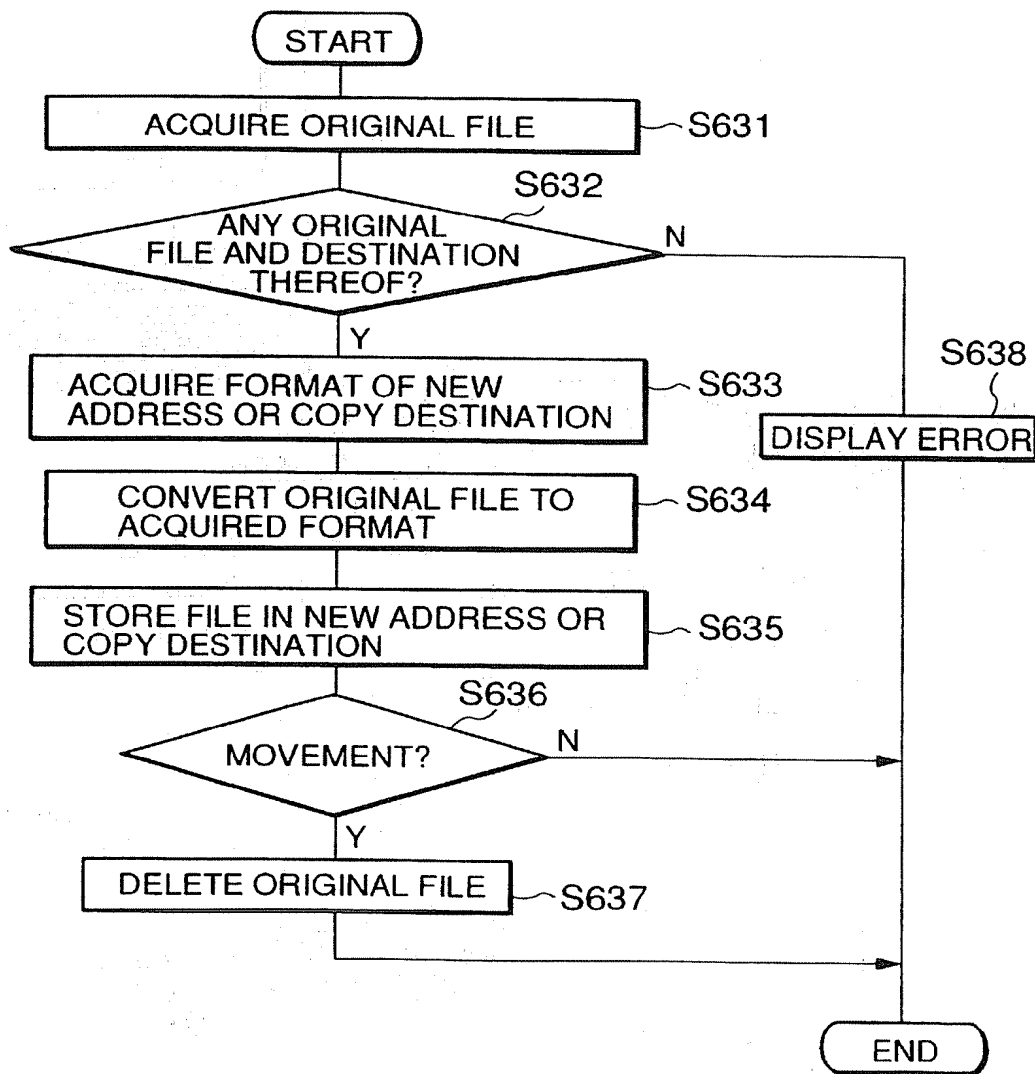 START
ACQUIRE ORIGINAL FILE
S631
S632
ANY ORIGINAL
FILE AND DESTINATION
THEREOF?
N
Y
ACQUIRE FORMAT OF NEW
ADDRESS OR COPY DESTINATION
S633
S638
DISPLAY ERROR
CONVERT ORIGINAL FILE TO
ACQUIRED FORMAT
S634
STORE FILE IN NEW ADDRESS OR
COPY DESTINATION
S635
S636
MOVEMENT?
N
Y
DELETE ORIGINAL FILE
S637
END